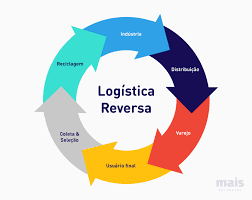 Indústria
Distribuição
Varejo
Usuário final
Coleta &
Seleção
Reciclagem
Logística
Reversa
mais